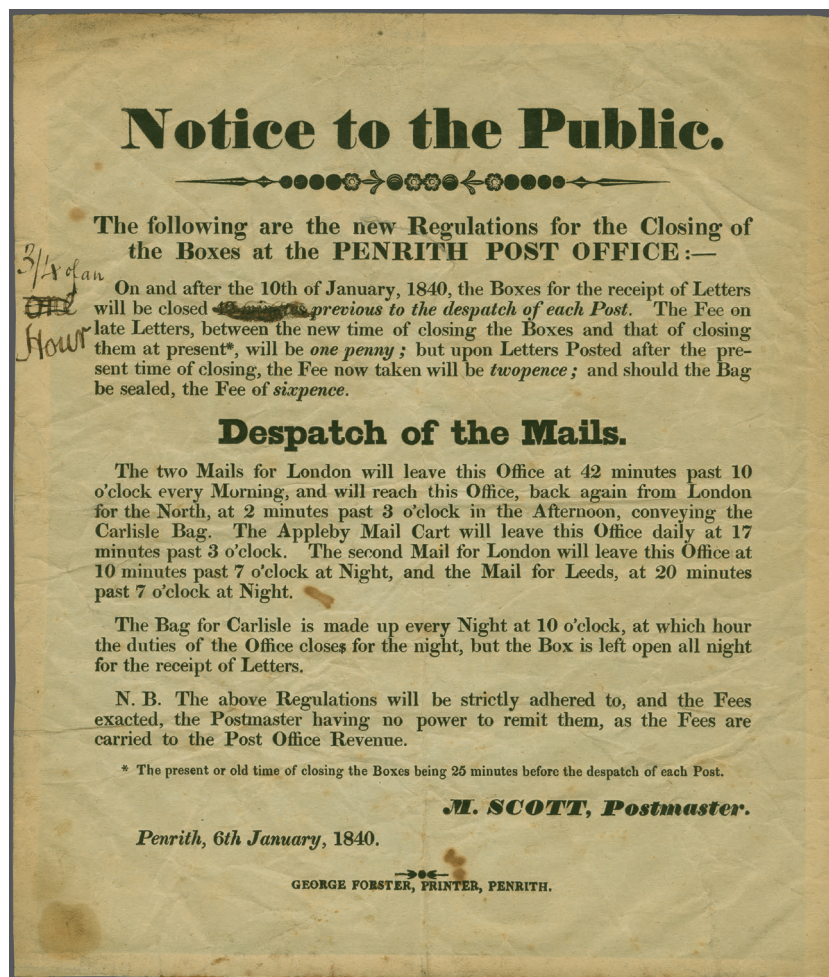 Notice to the Public.
The following are the new Regulations for the Closing of
the Boxes at the PENRITH POST OFFICE:—
3/4 of an
One
Hour
On and after the 10th of January, 1840, the Boxes for the receipt of Letters
will be closed previous to the despatch of each Post. The Fee on
late Letters, between the new time of closing the Boxes and that of closing
them at present*, will be one penny; but upon Letters Posted after the pre-
sent time of closing, the Fee now taken will be twopence; and should the Bag
be sealed, the Fee of sixpence.
Despatch of the Mails.
The two Mails for London will leave this Office at 42 minutes past 10
o'clock every Morning, and will reach this Office, back again from London
for the North, at 2 minutes past 3 o'clock in the Afternoon, conveying the
Carlisle Bag. The Appleby Mail Cart will leave this Office daily at 17
minutes past 3 o'clock. The second Mail for London will leave this Office at
10 minutes past 7 o'clock at Night, and the Mail for Leeds, at 20 minutes
past 7 o'clock at Night.
The Bag for Carlisle is made up every Night at 10 o'clock, at which hour
the duties of the Office closes for the night, but the Box is left open all night
for the receipt of Letters.
N. B. The above Regulations will be strictly adhered to, and the Fees
exacted, the Postmaster having no power to remit them, as the Fees are
carried to the Post Office Revenue.
* The present or old time of closing the Boxes being 25 minutes before the despatch of each Post.
M. SCOTT, Postmaster.
Penrith, 6th January, 1840.
GEORGE FORSTER, PRINTER, PENRITH.